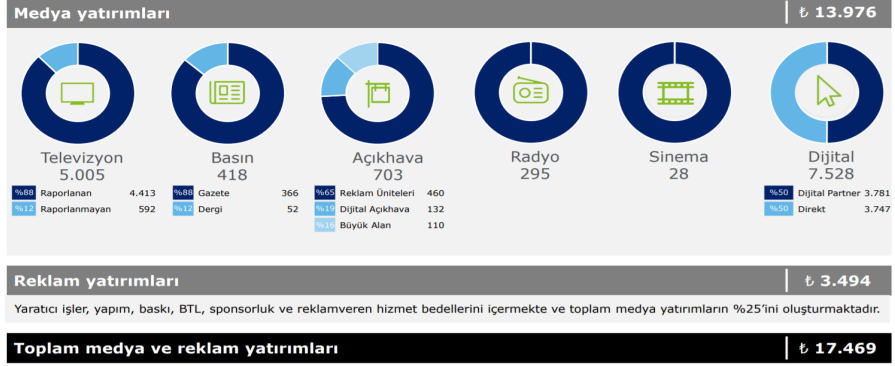 Medya yatırımları ₺ 13.976
Televizyon
5.005
%88 Raporlanan 4.413
%12 Raporlanmayan 592
Basın
418
%88 Gazete 366
%12 Dergi 52
Açıkhava
703
%65 Reklam Üniteleri 460
%19 Dijital Açıkhava 132
%16 Büyük Alan 110
Radyo
295
Sinema
28
Dijital
7.528
%50 Dijital Partner 3.781
%50 Direkt 3.747
Reklam yatırımları ₺ 3.494
Yaratıcı işler, yapım, baskı, BTL, sponsorluk ve reklamveren hizmet bedellerini içermekte ve toplam medya yatırımların %25’ini oluşturmaktadır.
Toplam medya ve reklam yatırımları ₺ 17.469